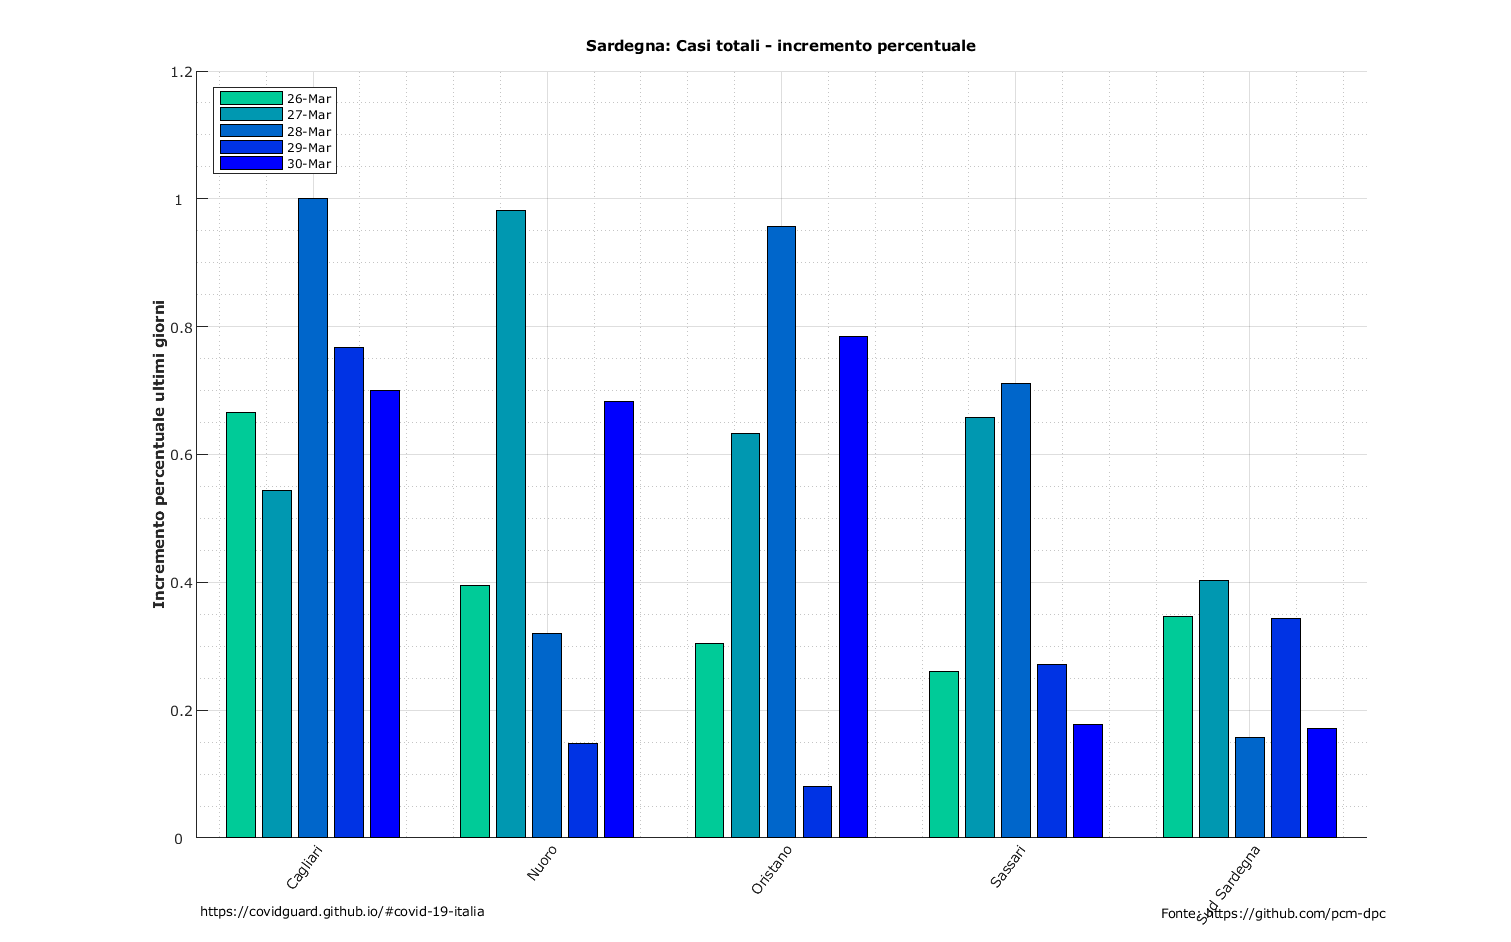 Sardegna: Casi totali - incremento percentuale
Incremento percentuale ultimi giorni
1.2
1
0.8
0.6
0.4
0.2
0
26-Mar
27-Mar
28-Mar
29-Mar
30-Mar
Cagliari
Nuoro
Oristano
Sassari
Sud Sardegna
https://covidguard.github.io/#covid-19-italia
Fonte: https://github.com/pcm-dpc